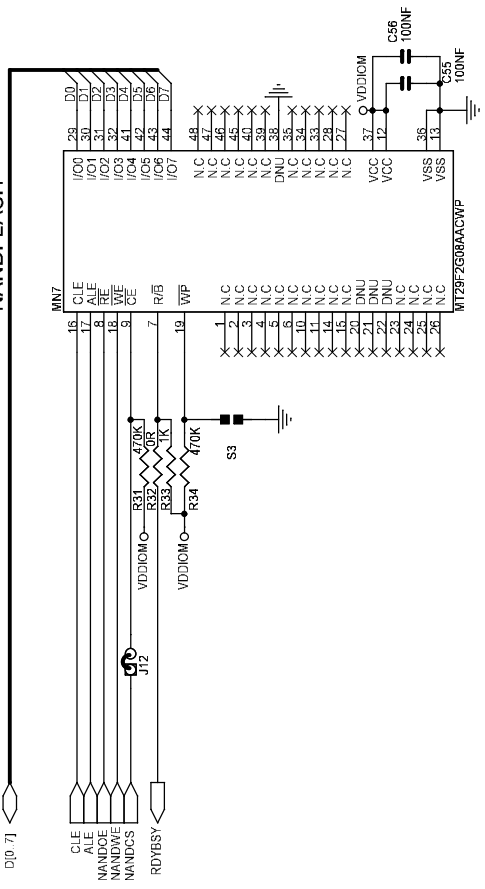 D[0..7]
CLE
ALE
NANDOE
NANDWE
NANDCS
RDYBSY
J12
VDDIOM
VDDIOM
R31
R32
R33
R34
470K
0R
1K
470K
S3
MN7
16 CLE
17 ALE
8 RE
18 WE
9 CE
7 R/B
19 WP
1 N.C
2 N.C
3 N.C
4 N.C
5 N.C
6 N.C
10 N.C
11 N.C
14 N.C
15 N.C
20 DNU
21 DNU
22 DNU
23 N.C
24 N.C
25 N.C
26 N.C
MT29F2G08AACWP
I/O0 29 D0
I/O1 30 D1
I/O2 31 D2
I/O3 32 D3
I/O4 41 D4
I/O5 42 D5
I/O6 43 D6
I/O7 44 D7
N.C 48
N.C 47
N.C 46
N.C 45
N.C 40
N.C 39
DNU 38
N.C 35
N.C 34
N.C 33
N.C 28
N.C 27
VCC 37
VCC 12
VSS 36
VSS 13
VDDIOM
C56
100NF
C55
100NF